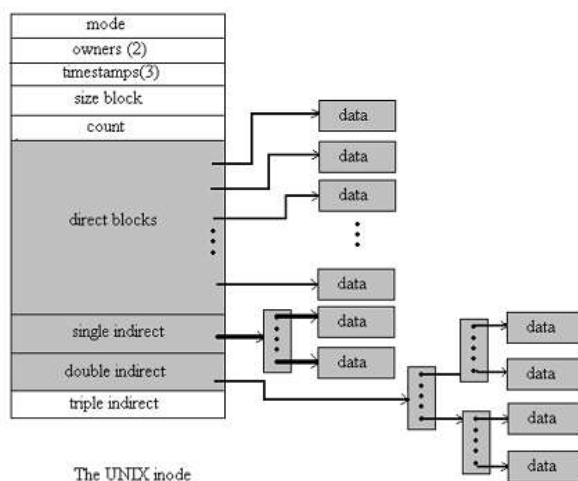 mode
owners (2)
timestamps(3)
size block
count
direct blocks
single indirect
double indirect
triple indirect
data
data
data
data
data
data
data
data
data
data
The UNIX inode